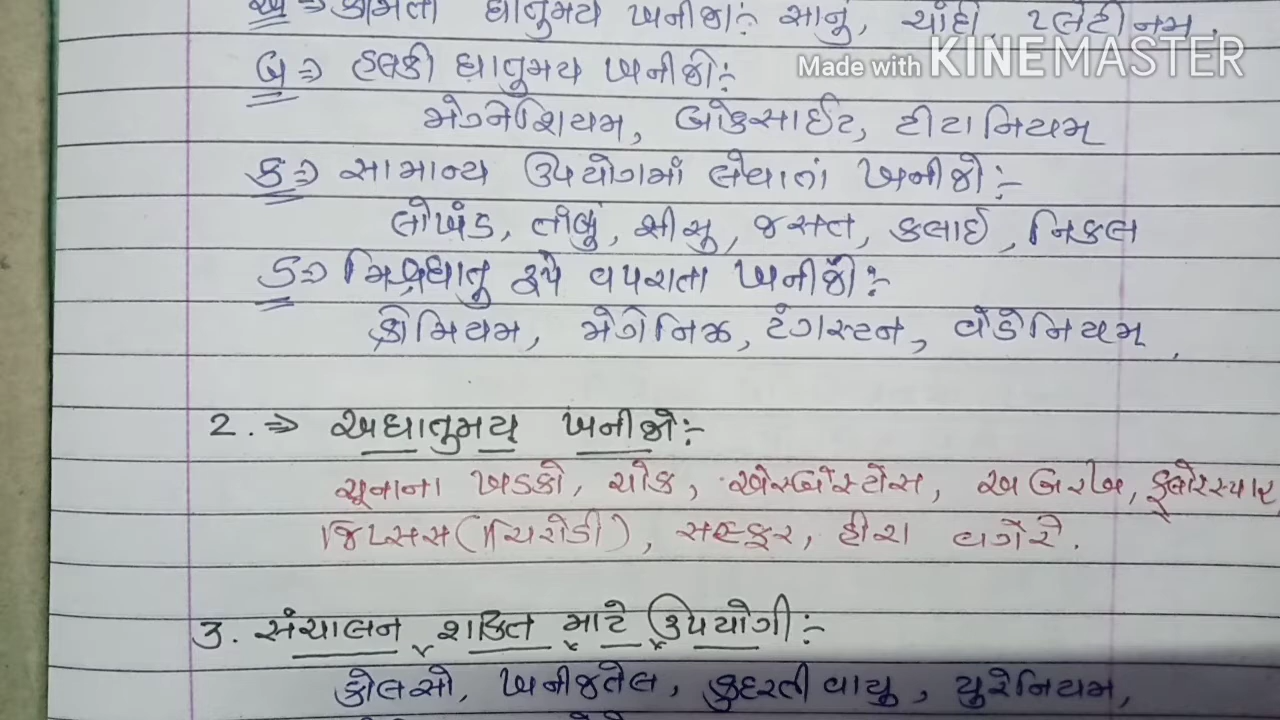 અ ⇒ કીમતી ધાતુમય ખનીજો:- સોનું, ચાંદી પ્લેટીનમ.
Made with KINEMASTER
બ ⇒ હલકી ધાતુમય ખનીજો:-
મેગ્નેશિયમ, બોકસાઈટ, ટીટાનિયમ
ક ⇒ સામાન્ય ઉપયોગમાં લેવાતાં ખનીજો:-
લોખંડ, તાંબું, સીસુ, જસત, કલાઈ, નિકલ
ડ ⇒ મિશ્રધાતુ રૂપે વપરાતા ખનીજો:-
ક્રોમિયમ, મેંગેનિઝ, ટંગસ્ટન, વેંડેનિયમ.
2. ⇒ અધાતુમય ખનીજો:-
ચૂનાના ખડકો, ચોક, એસ્બેસ્ટોસ, અબરખ, ફ્લોરસ્પાર
જિપ્સસ(ચિરોડી), સલ્ફર, હીરા વગેરે.
3. સંચાલન શક્તિ માટે ઉપયોગી:-
કોલસો, ખનીજતેલ, કુદરતી વાયુ, યુરેનિયમ,